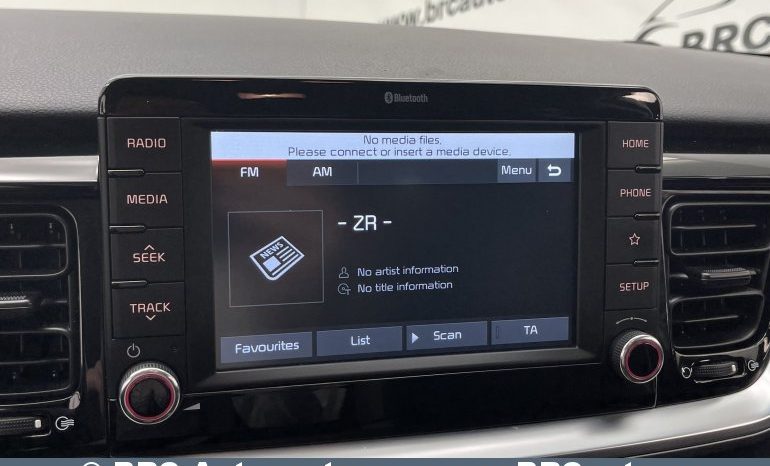 www.brcauto
BRC
Bluetooth
RADIO
MEDIA
SEEK
TRACK
No media files.
Please connect or insert a media device.
FM
AM
Menu
NEWS
- ZR -
No artist information
No title information
Favourites
List
Scan
TA
HOME
PHONE
SETUP